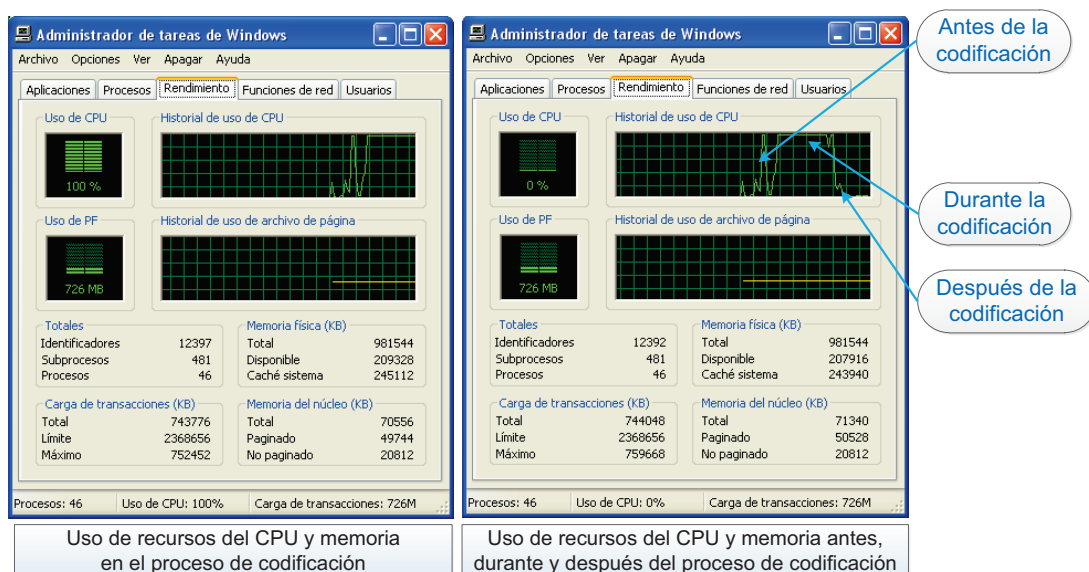 Administrador de tareas de Windows
Archivo Opciones Ver Apagar Ayuda
Aplicaciones Procesos Rendimiento Funciones de red Usuarios
Uso de CPU
Historial de uso de CPU
100 %
Uso de PF
Historial de uso de archivo de página
726 MB
Totales
Identificadores 12397
Subprocesos 481
Procesos 46
Memoria física (KB)
Total 981544
Disponible 209328
Caché sistema 245112
Carga de transacciones (KB)
Total 743776
Límite 2368656
Máximo 752452
Memoria del núcleo (KB)
Total 70556
Paginado 49744
No paginado 20812
Procesos: 46 Uso de CPU: 100% Carga de transacciones: 726M
Uso de recursos del CPU y memoria
en el proceso de codificación
Administrador de tareas de Windows
Archivo Opciones Ver Apagar Ayuda
Aplicaciones Procesos Rendimiento Funciones de red Usuarios
Uso de CPU
Historial de uso de CPU
0 %
Uso de PF
Historial de uso de archivo de página
726 MB
Totales
Identificadores 12392
Subprocesos 481
Procesos 46
Memoria física (KB)
Total 981544
Disponible 207916
Caché sistema 243940
Carga de transacciones (KB)
Total 744048
Límite 2368656
Máximo 759668
Memoria del núcleo (KB)
Total 71340
Paginado 50528
No paginado 20812
Procesos: 46 Uso de CPU: 0% Carga de transacciones: 726M
Uso de recursos del CPU y memoria antes,
durante y después del proceso de codificación
Antes de la
codificación
Durante la
codificación
Después de la
codificación